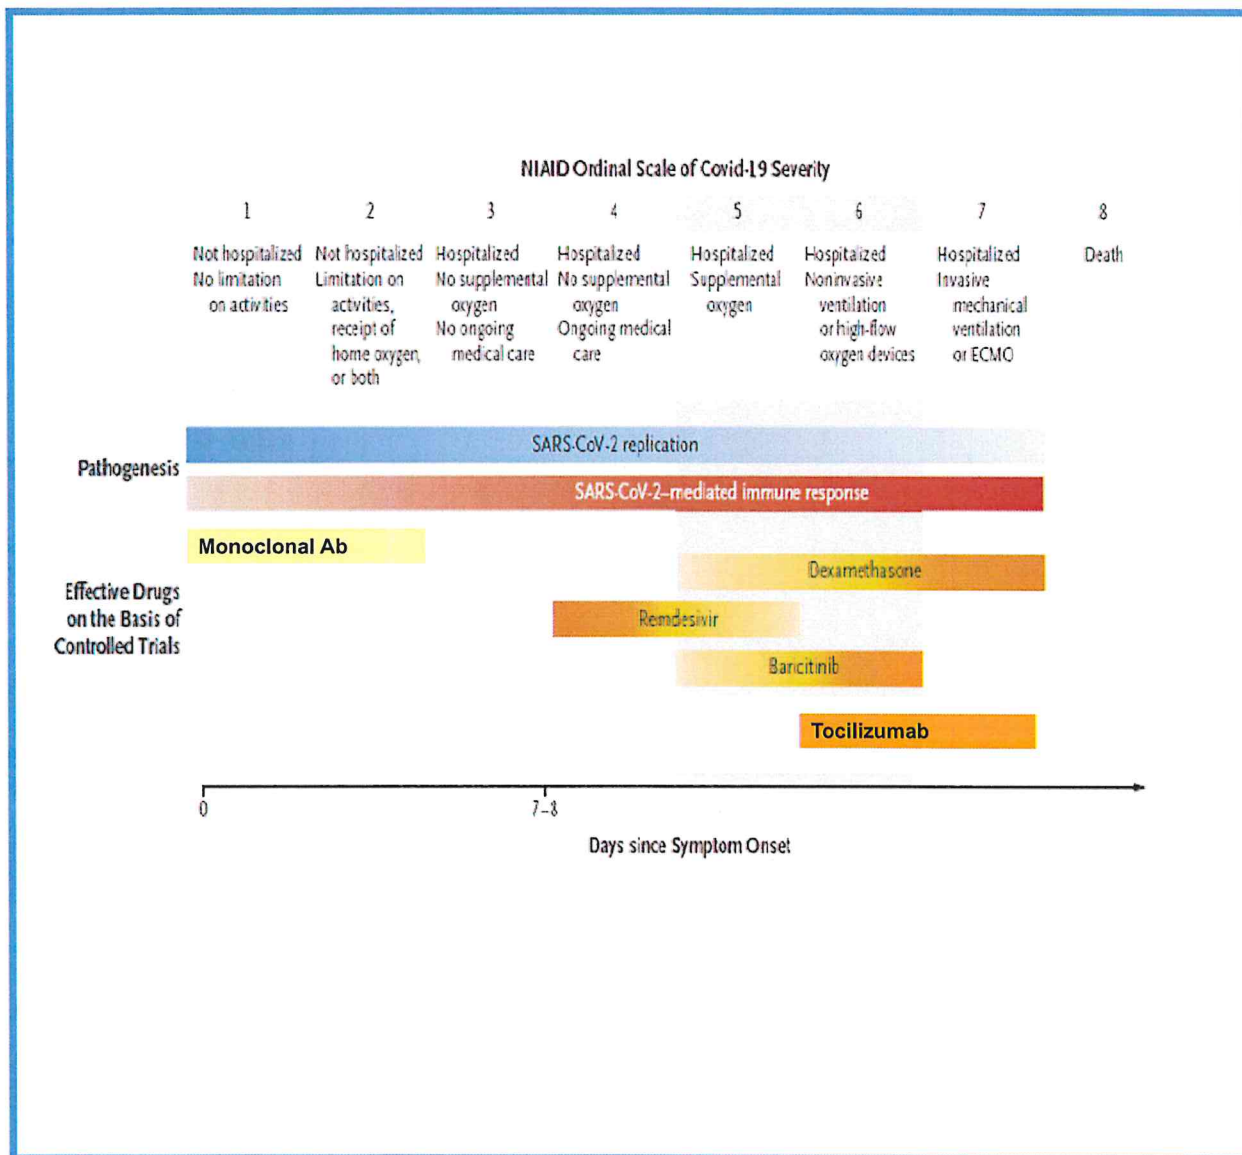 NIAID Ordinal Scale of Covid-19 Severity
1
2
3
4
5
6
7
8
Not hospitalized
No limitation
on activities
Not hospitalized
Limitation on
activities,
receipt of
home oxygen,
or both
Hospitalized
No supplemental
oxygen
No ongoing
medical care
Hospitalized
No supplemental
oxygen
Ongoing medical
care
Hospitalized
Supplemental
oxygen
Hospitalized
Noninvasive
ventilation
or high-flow
oxygen devices
Hospitalized
Invasive
mechanical
ventilation
or ECMO
Death
Pathogenesis
SARS-CoV-2 replication
SARS-CoV-2–mediated immune response
Effective Drugs
on the Basis of
Controlled Trials
Monoclonal Ab
Dexamethasone
Remdesivir
Baricitinib
Tocilizumab
0
7–8
Days since Symptom Onset